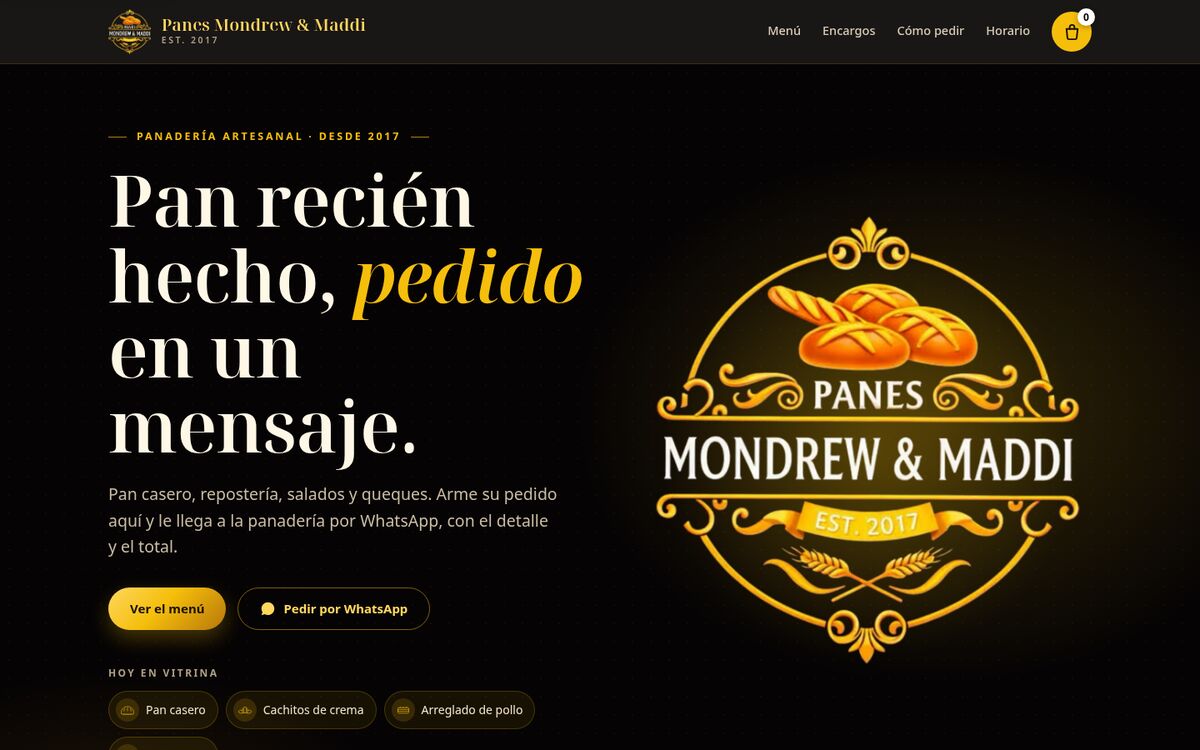 PANES
MONDREW & MADDI
Panes Mondrew & Maddi
EST. 2017
Menú
Encargos
Cómo pedir
Horario
0
PANADERÍA ARTESANAL · DESDE 2017
Pan recién
hecho, pedido
en un
mensaje.
Pan casero, repostería, salados y queques. Arme su pedido
aquí y le llega a la panadería por WhatsApp, con el detalle
y el total.
Ver el menú
Pedir por WhatsApp
HOY EN VITRINA
Pan casero
Cachitos de crema
Arreglado de pollo
PANES
MONDREW & MADDI
EST. 2017